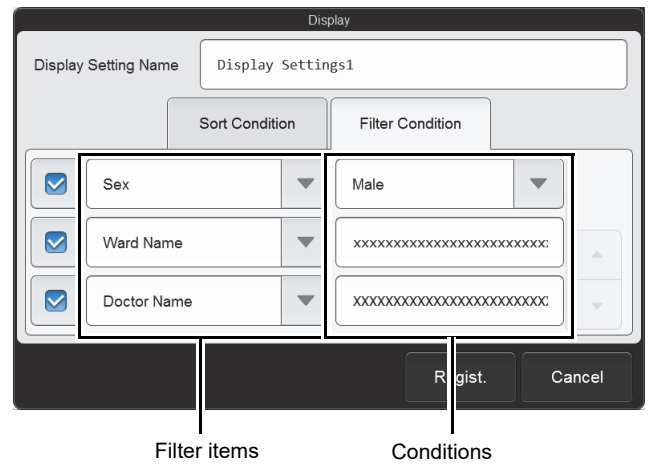 Display
Display Setting Name Display Settings1
Sort Condition Filter Condition
Sex Male
Ward Name xxxxxxxxxxxxxxxxxxxxxxxxx
Doctor Name xxxxxxxxxxxxxxxxxxxxxxxxx
Regist. Cancel
Filter items Conditions